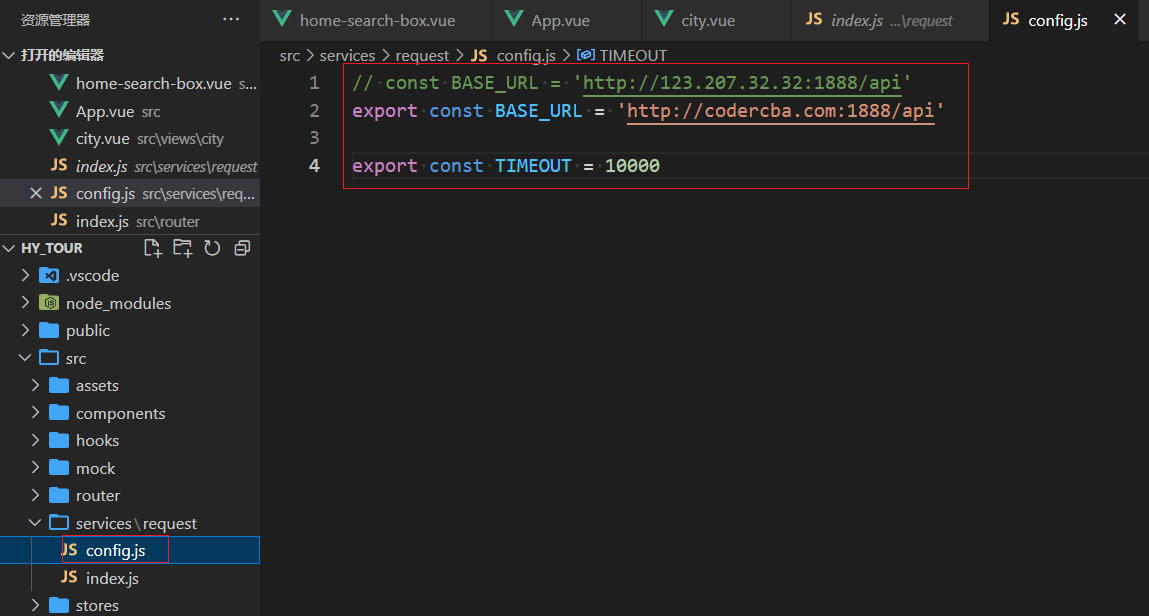 资源管理器 ···
打开的编辑器
home-search-box.vue s...
App.vue src
city.vue src\views\city
JS index.js src\services\request
JS config.js src\services\req...
JS index.js src\router
HY_TOUR
.vscode
node_modules
public
src
assets
components
hooks
mock
router
services\request
JS config.js
JS index.js
stores
home-search-box.vue
App.vue
city.vue
JS index.js ...\request
JS config.js
src > services > request > JS config.js > TIMEOUT
1 // const BASE_URL = 'http://123.207.32.32:1888/api'
2 export const BASE_URL = 'http://codercba.com:1888/api'
3
4 export const TIMEOUT = 10000